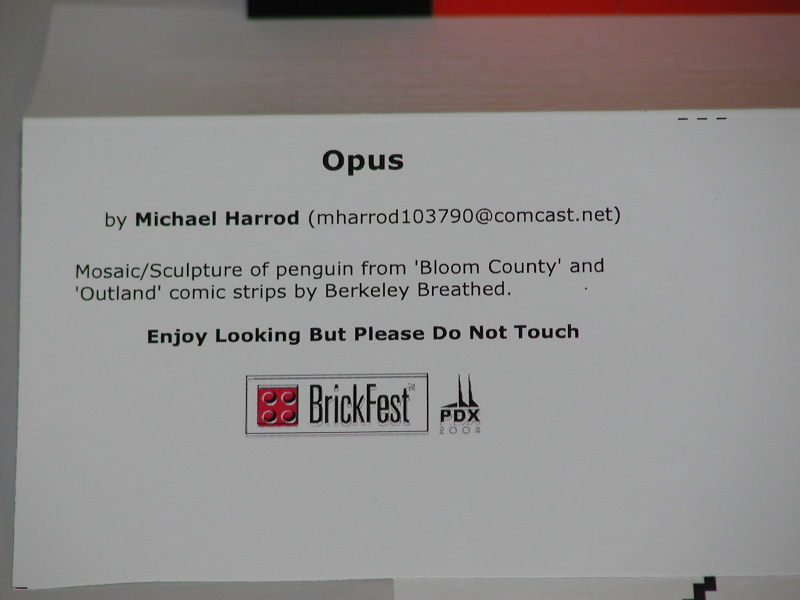 Opus
by Michael Harrod (mharrod103790@comcast.net)
Mosaic/Sculpture of penguin from 'Bloom County' and
'Outland' comic strips by Berkeley Breathed.
Enjoy Looking But Please Do Not Touch
BrickFest™
PDX
2004